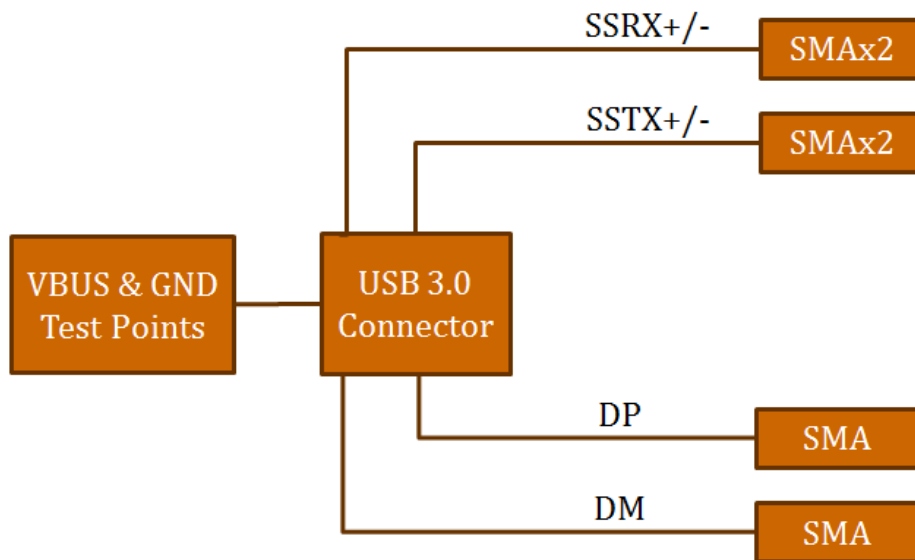 SSRX+/-
SMAx2
SSTX+/-
SMAx2
VBUS & GND
Test Points
USB 3.0
Connector
DP
SMA
DM
SMA